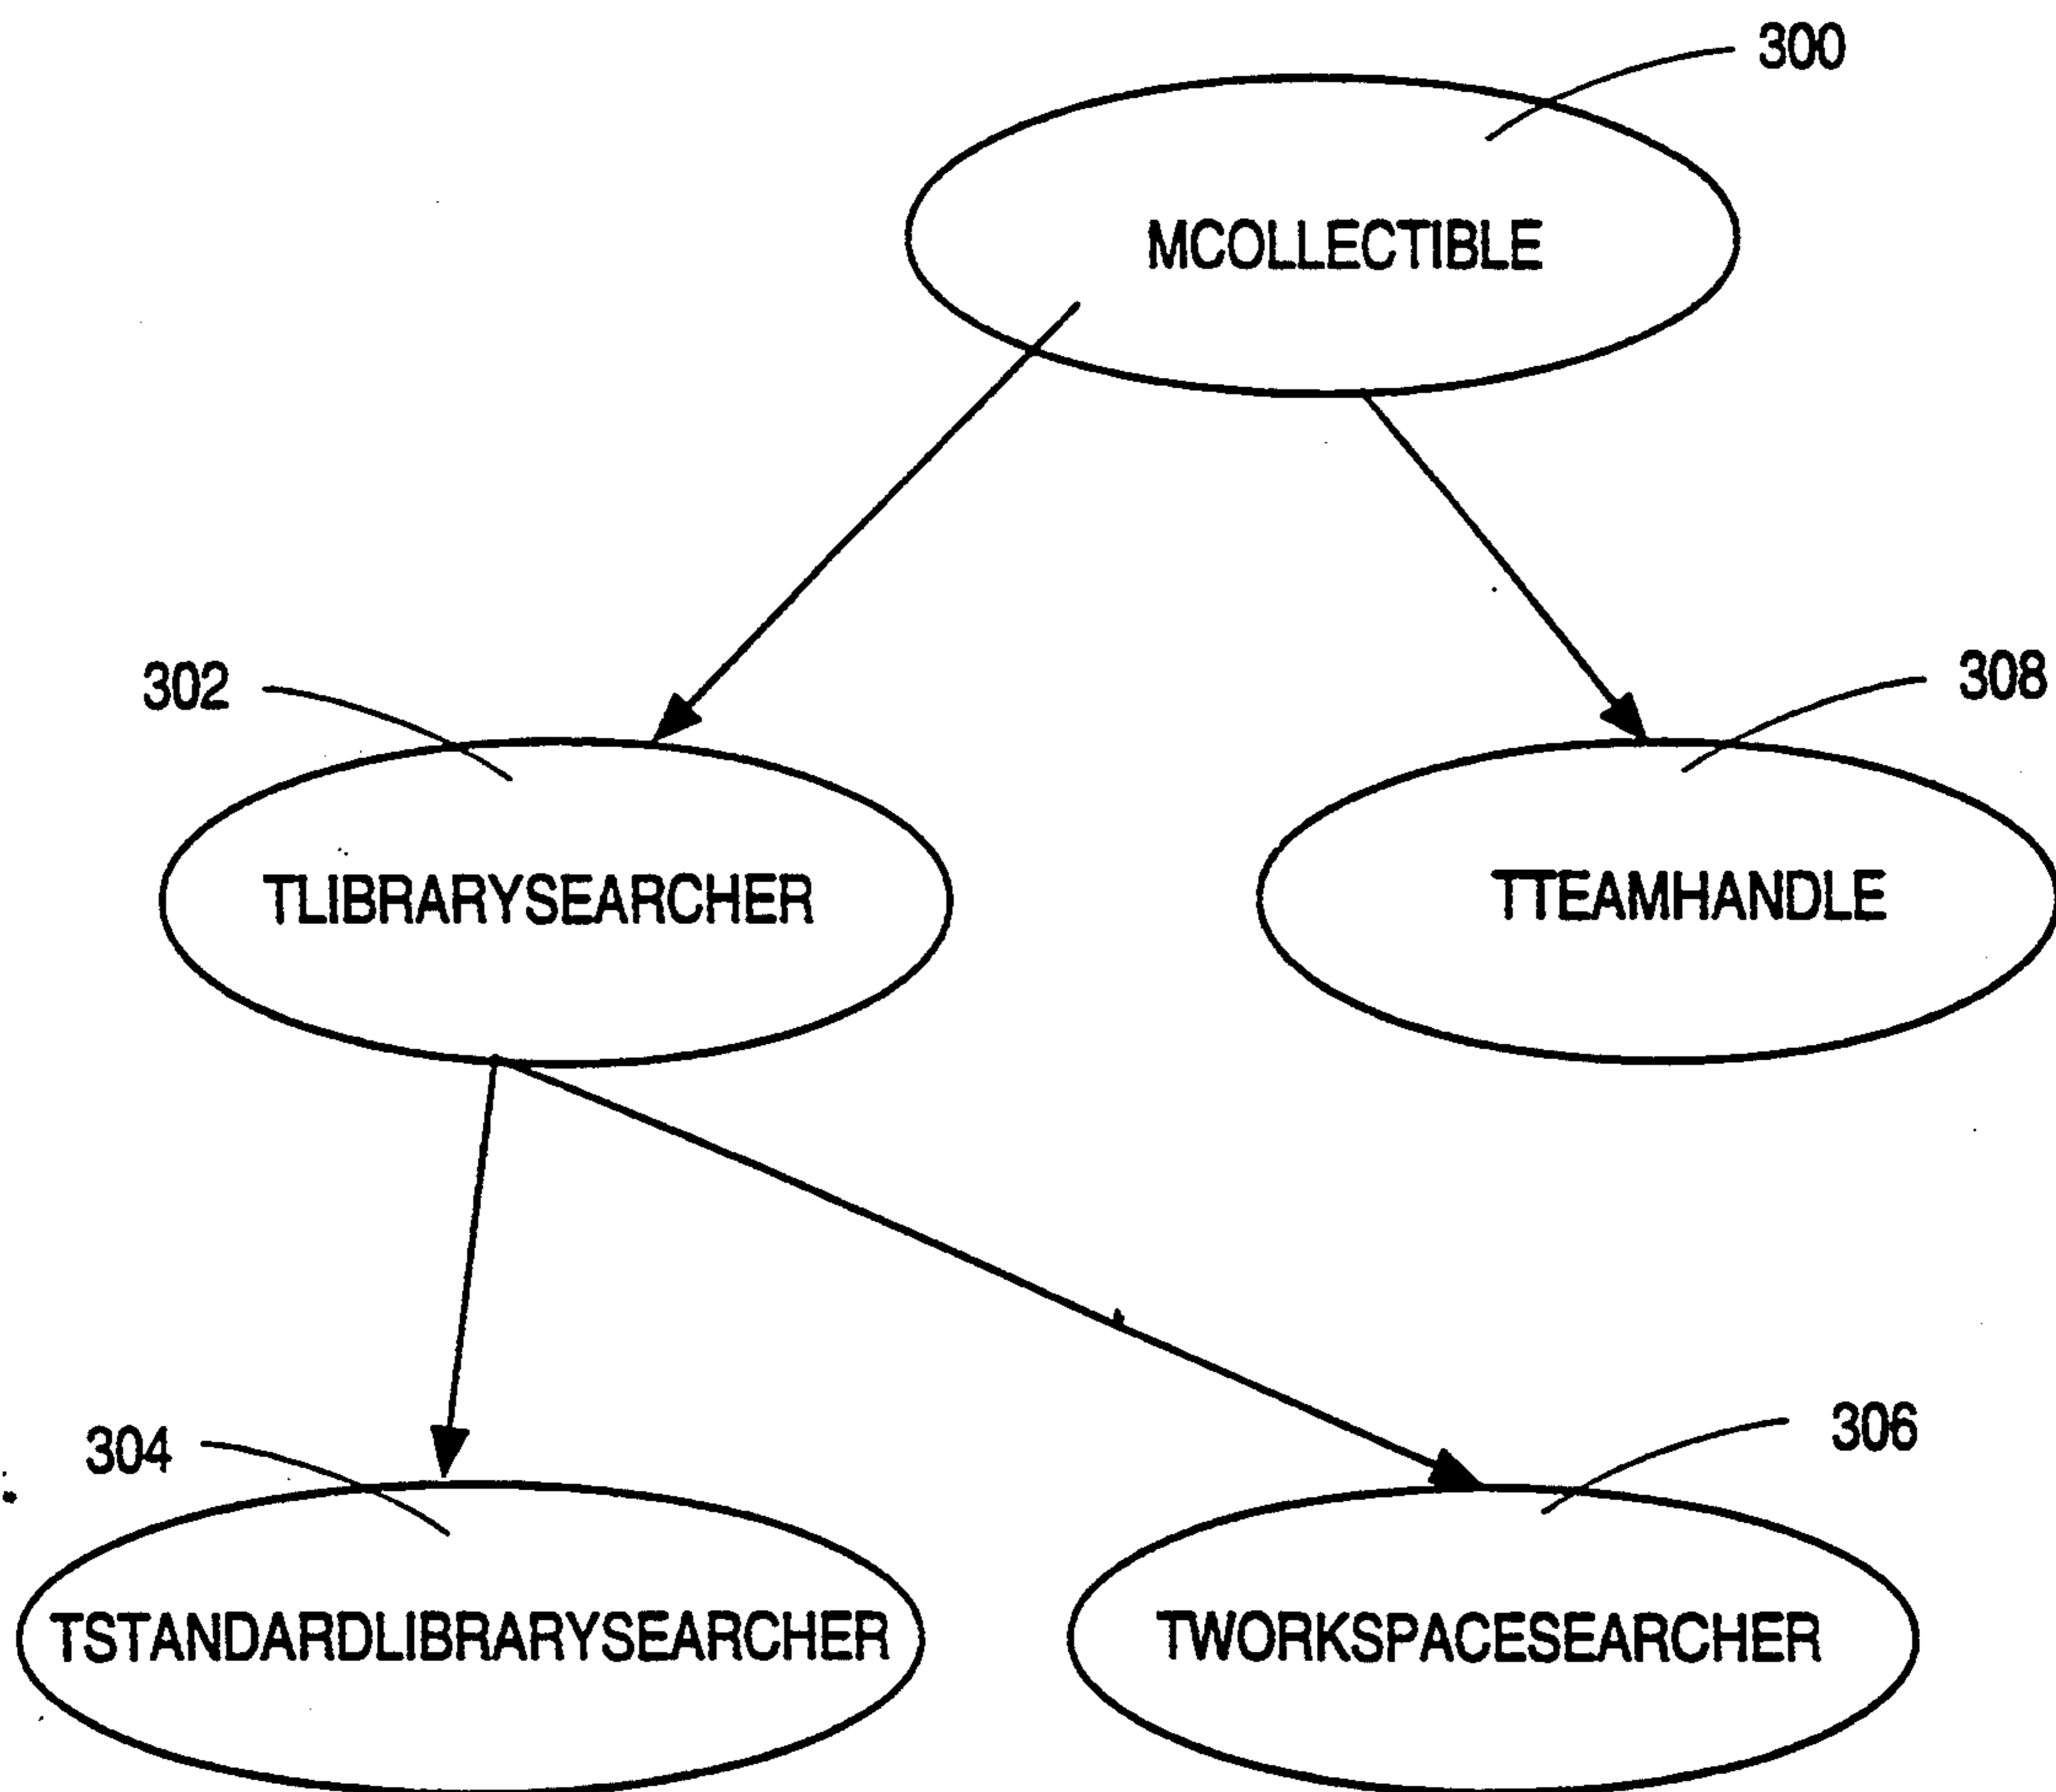 300
MCOLLECTIBLE
302
308
TLIBRARYSEARCHER
TTEAMHANDLE
304
306
TSTANDARDLIBRARYSEARCHER
TWORKSPACESEARCHER